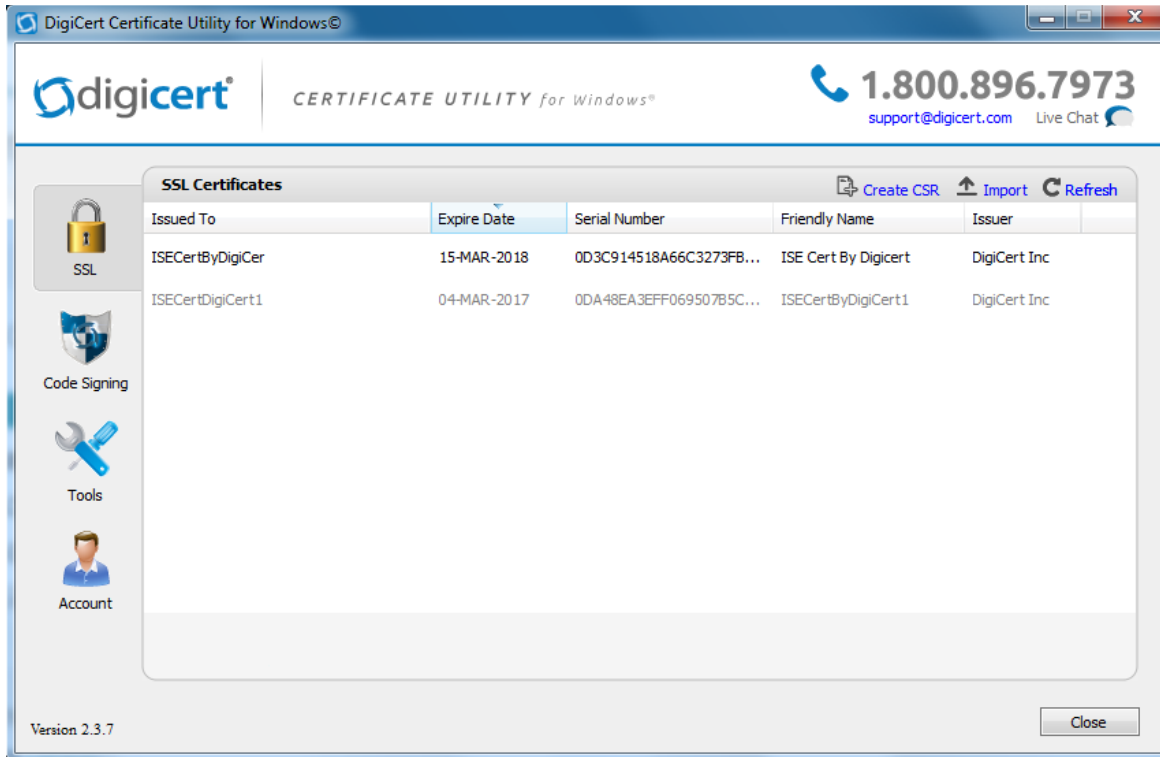 DigiCert Certificate Utility for Windows©
digicert® CERTIFICATE UTILITY for Windows® 1.800.896.7973
support@digicert.com Live Chat
SSL Certificates Create CSR Import Refresh
Issued To Expire Date Serial Number Friendly Name Issuer
ISECertByDigiCer 15-MAR-2018 0D3C914518A66C3273FB... ISE Cert By Digicert DigiCert Inc
SSL
ISECertDigiCert1 04-MAR-2017 0DA48EA3EFF069507B5C... ISECertByDigiCert1 DigiCert Inc
Code Signing
Tools
Account
Version 2.3.7
Close